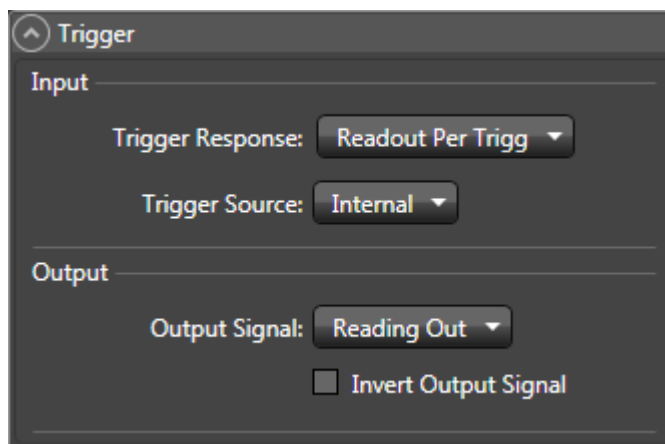 Trigger
Input
Trigger Response: Readout Per Trigg
Trigger Source: Internal
Output
Output Signal: Reading Out
Invert Output Signal